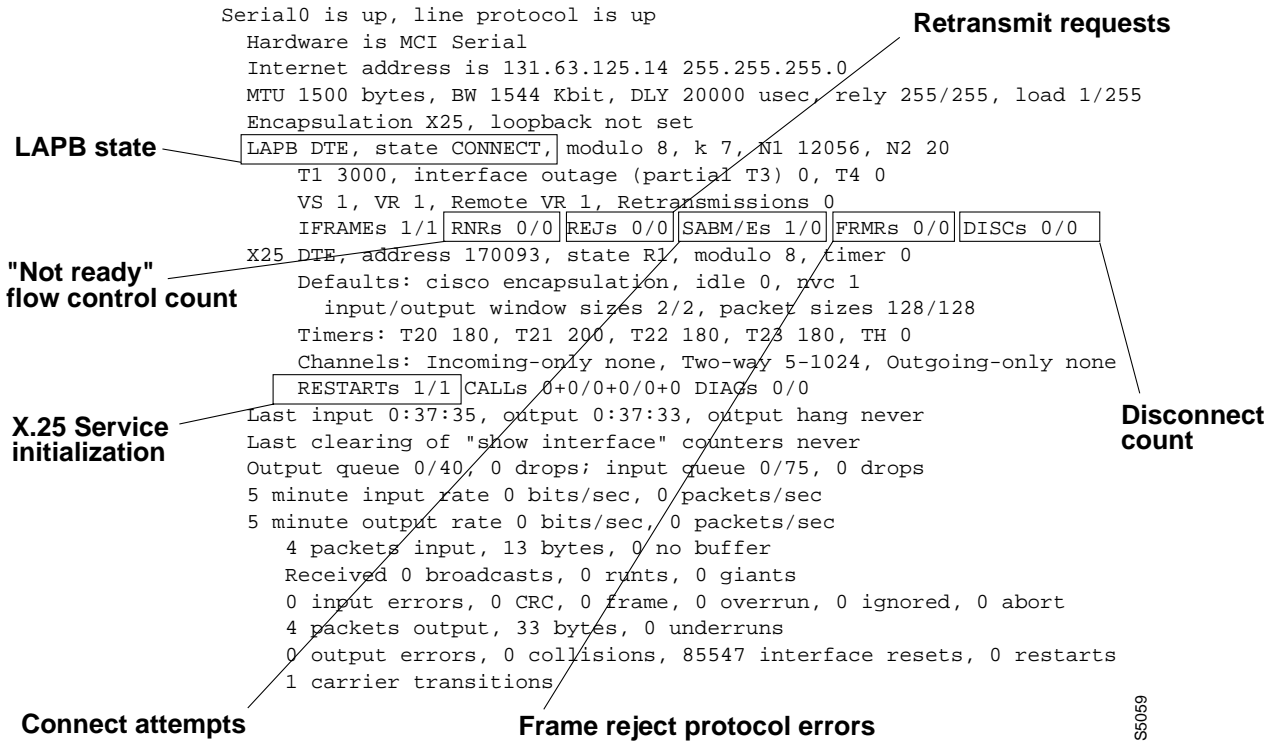 Serial0 is up, line protocol is up
Retransmit requests
Hardware is MCI Serial
Internet address is 131.63.125.14 255.255.255.0
MTU 1500 bytes, BW 1544 Kbit, DLY 20000 usec, rely 255/255, load 1/255
Encapsulation X25, loopback not set
LAPB state
LAPB DTE, state CONNECT, modulo 8, k 7, N1 12056, N2 20
T1 3000, interface outage (partial T3) 0, T4 0
VS 1, VR 1, Remote VR 1, Retransmissions 0
IFRAMEs 1/1 RNRs 0/0 REJs 0/0 SABM/Es 1/0 FRMRs 0/0 DISCs 0/0
X25 DTE, address 170093, state R1, modulo 8, timer 0
"Not ready"
flow control count
Defaults: cisco encapsulation, idle 0, nvc 1
input/output window sizes 2/2, packet sizes 128/128
Timers: T20 180, T21 200, T22 180, T23 180, TH 0
Channels: Incoming-only none, Two-way 5-1024, Outgoing-only none
RESTARTs 1/1 CALLs 0+0/0+0/0+0 DIAGs 0/0
X.25 Service
initialization
Last input 0:37:35, output 0:37:33, output hang never
Disconnect
count
Last clearing of "show interface" counters never
Output queue 0/40, 0 drops; input queue 0/75, 0 drops
5 minute input rate 0 bits/sec, 0 packets/sec
5 minute output rate 0 bits/sec, 0 packets/sec
4 packets input, 13 bytes, 0 no buffer
Received 0 broadcasts, 0 runts, 0 giants
0 input errors, 0 CRC, 0 frame, 0 overrun, 0 ignored, 0 abort
4 packets output, 33 bytes, 0 underruns
0 output errors, 0 collisions, 85547 interface resets, 0 restarts
1 carrier transitions
Connect attempts
Frame reject protocol errors
S5059